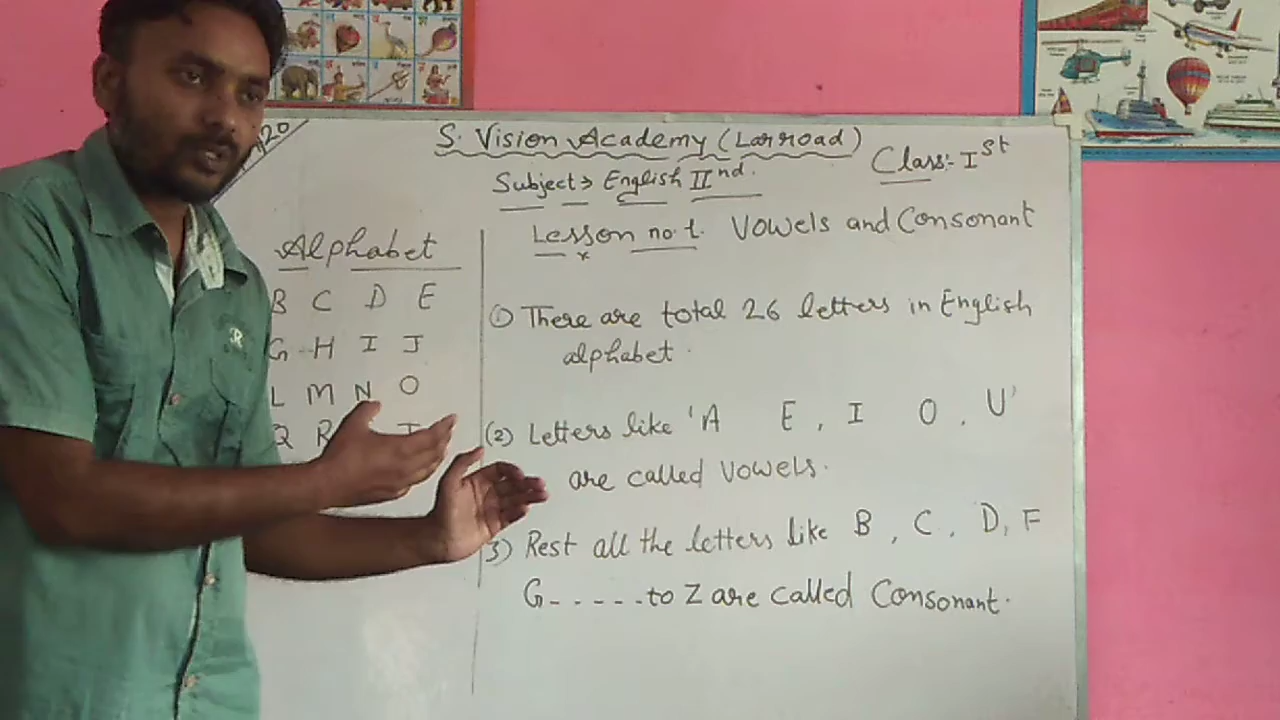 20
S. Vision Academy (Larroad)
Class:- Ist
Subject> English IInd.
Lesson no 1. Vowels and Consonant
Alphabet
B C D E
G H I J
L M N O
Q R T
① There are total 26 letters in English
alphabet.
(2) Letters like 'A E, I O, U'
are called Vowels.
3) Rest all the letters like B, C, D, F
G-----to Z are called Consonant.